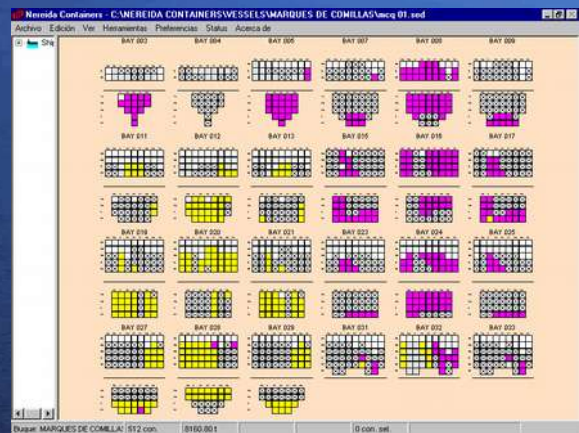 Nereida Containers - C:\NEREIDA CONTAINERS\VESSELS\MARQUES DE COMILLAS\mcq 01.sed
Archivo Edición Ver Herramientas Preferencias Status Acerca de
Ship
BAY 003 BAY 004 BAY 005 BAY 007 BAY 008 BAY 009
BAY 011 BAY 012 BAY 013 BAY 015 BAY 016 BAY 017
BAY 019 BAY 020 BAY 021 BAY 023 BAY 024 BAY 025
BAY 027 BAY 028 BAY 029 BAY 031 BAY 032 BAY 033
Buque: MARQUES DE COMILLA: 512 con. 8160.80 t 0 con. sel.